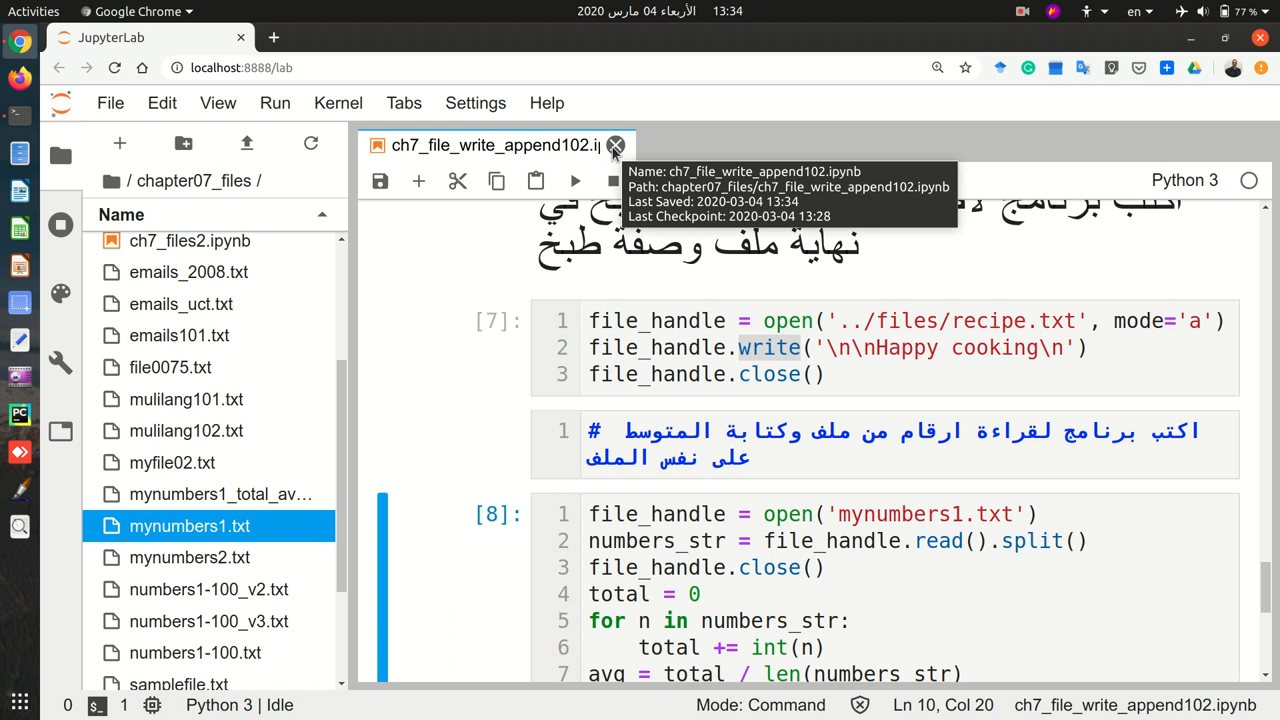 Activities
Google Chrome
الأربعاء 04 مارس 2020 13:34
en
77 %
JupyterLab
localhost:8888/lab
File Edit View Run Kernel Tabs Settings Help
ch7_file_write_append102.ip
/ chapter07_files /
Python 3
Name: ch7_file_write_append102.ipynb
Path: chapter07_files/ch7_file_write_append102.ipynb
Last Saved: 2020-03-04 13:34
Last Checkpoint: 2020-03-04 13:28
Name
ch7_files2.ipynb
emails_2008.txt
emails_uct.txt
emails101.txt
file0075.txt
mulilang101.txt
mulilang102.txt
myfile02.txt
mynumbers1_total_av…
mynumbers1.txt
mynumbers2.txt
numbers1-100_v2.txt
numbers1-100_v3.txt
numbers1-100.txt
samplefile.txt
اكتب برنامج
في
نهاية ملف وصفة طبخ
[7]:
1 file_handle = open('../files/recipe.txt', mode='a')
2 file_handle.write('\n\nHappy cooking\n')
3 file_handle.close()
1 # اكتب برنامج لقراءة ارقام من ملف وكتابة المتوسط
على نفس الملف
[8]:
1 file_handle = open('mynumbers1.txt')
2 numbers_str = file_handle.read().split()
3 file_handle.close()
4 total = 0
5 for n in numbers_str:
6 total += int(n)
7 avg = total / len(numbers_str)
0
1
Python 3 | Idle
Mode: Command
Ln 10, Col 20
ch7_file_write_append102.ipynb
PC